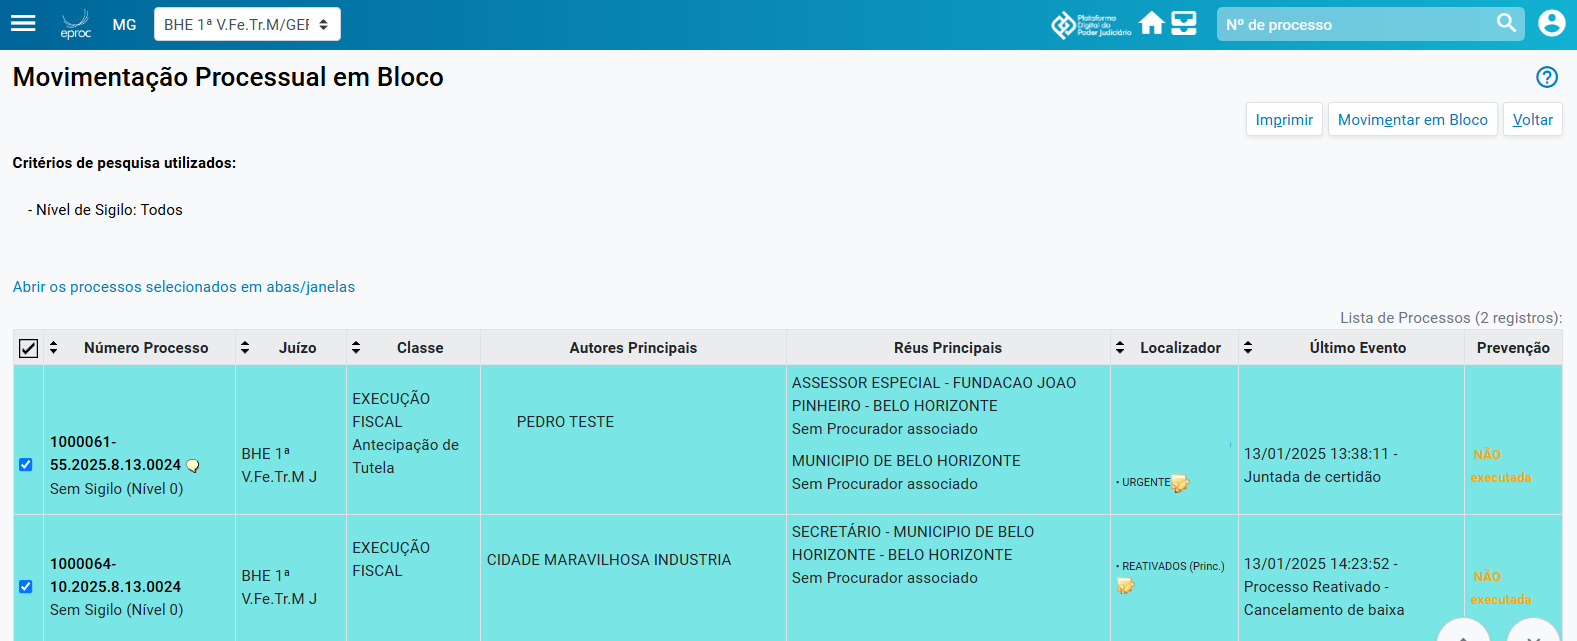 eproc
MG
BHE 1ª V.Fe.Tr.M/GEF
Plataforma
Digital do
Poder Judiciário
Nº de processo
Movimentação Processual em Bloco
Imprimir
Movimentar em Bloco
Voltar
Critérios de pesquisa utilizados:
- Nível de Sigilo: Todos
Abrir os processos selecionados em abas/janelas
Lista de Processos (2 registros):
Número Processo
Juízo
Classe
Autores Principais
Réus Principais
Localizador
Último Evento
Prevenção
1000061-
55.2025.8.13.0024
Sem Sigilo (Nível 0)
BHE 1ª
V.Fe.Tr.M J
EXECUÇÃO
FISCAL
Antecipação de
Tutela
PEDRO TESTE
ASSESSOR ESPECIAL - FUNDACAO JOAO
PINHEIRO - BELO HORIZONTE
Sem Procurador associado
MUNICIPIO DE BELO HORIZONTE
Sem Procurador associado
• URGENTE
13/01/2025 13:38:11 -
Juntada de certidão
NÃO
executada
1000064-
10.2025.8.13.0024
Sem Sigilo (Nível 0)
BHE 1ª
V.Fe.Tr.M J
EXECUÇÃO
FISCAL
CIDADE MARAVILHOSA INDUSTRIA
SECRETÁRIO - MUNICIPIO DE BELO
HORIZONTE - BELO HORIZONTE
Sem Procurador associado
• REATIVADOS (Princ.)
13/01/2025 14:23:52 -
Processo Reativado -
Cancelamento de baixa
NÃO
executada